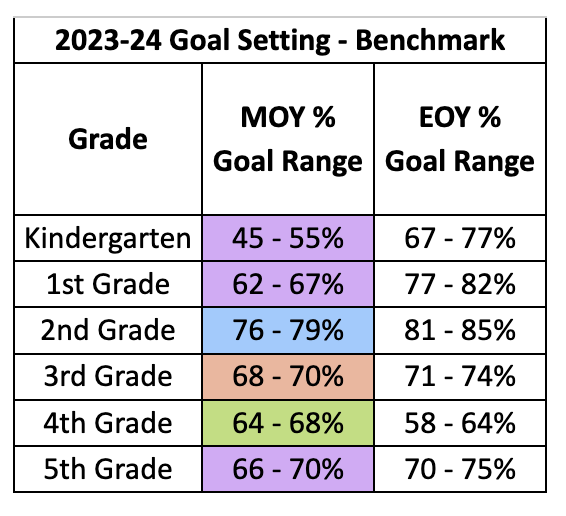 2023-24 Goal Setting - Benchmark
Grade
MOY %
Goal Range
EOY %
Goal Range
Kindergarten 45 - 55% 67 - 77%
1st Grade 62 - 67% 77 - 82%
2nd Grade 76 - 79% 81 - 85%
3rd Grade 68 - 70% 71 - 74%
4th Grade 64 - 68% 58 - 64%
5th Grade 66 - 70% 70 - 75%